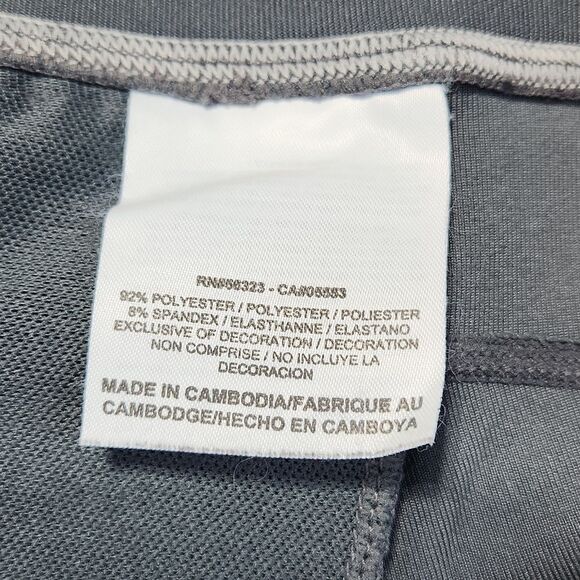 RN#56323 - CA#05553
92% POLYESTER / POLYESTER / POLIESTER
8% SPANDEX / ELASTHANNE / ELASTANO
EXCLUSIVE OF DECORATION / DECORATION
NON COMPRISE / NO INCLUYE LA
DECORACION
MADE IN CAMBODIA/FABRIQUE AU
CAMBODGE/HECHO EN CAMBOYA